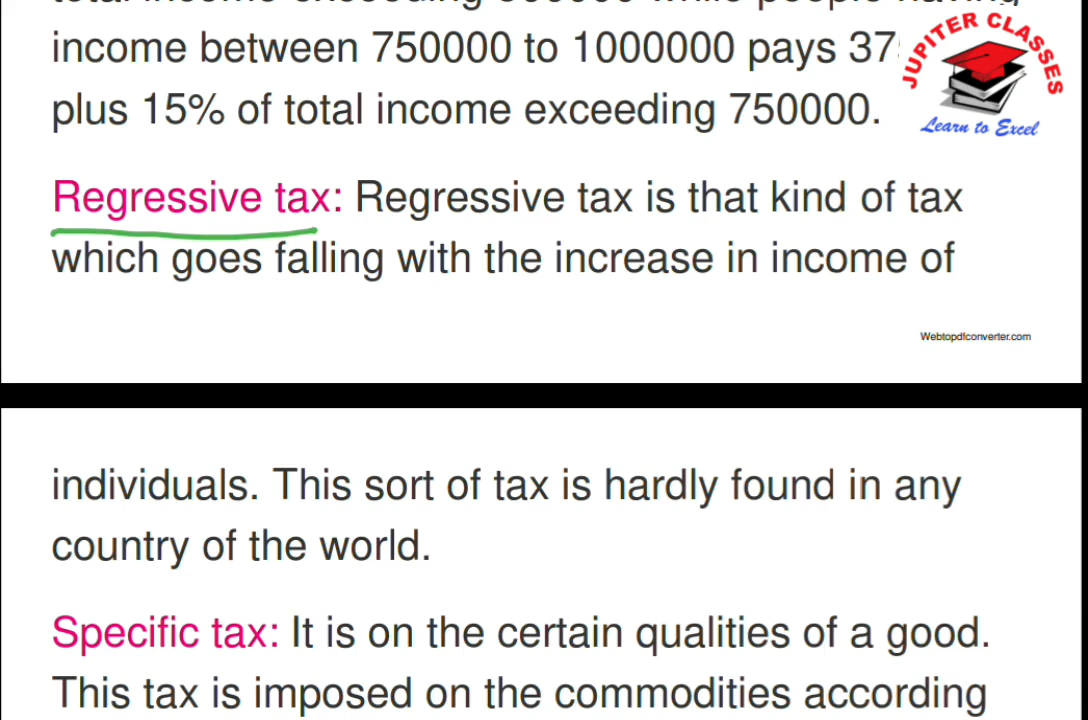 income between 750000 to 1000000 pays 37
plus 15% of total income exceeding 750000.
JUPITER CLASSES
Learn to Excel
Regressive tax: Regressive tax is that kind of tax
which goes falling with the increase in income of
Webtopdfconverter.com
individuals. This sort of tax is hardly found in any
country of the world.
Specific tax: It is on the certain qualities of a good.
This tax is imposed on the commodities according